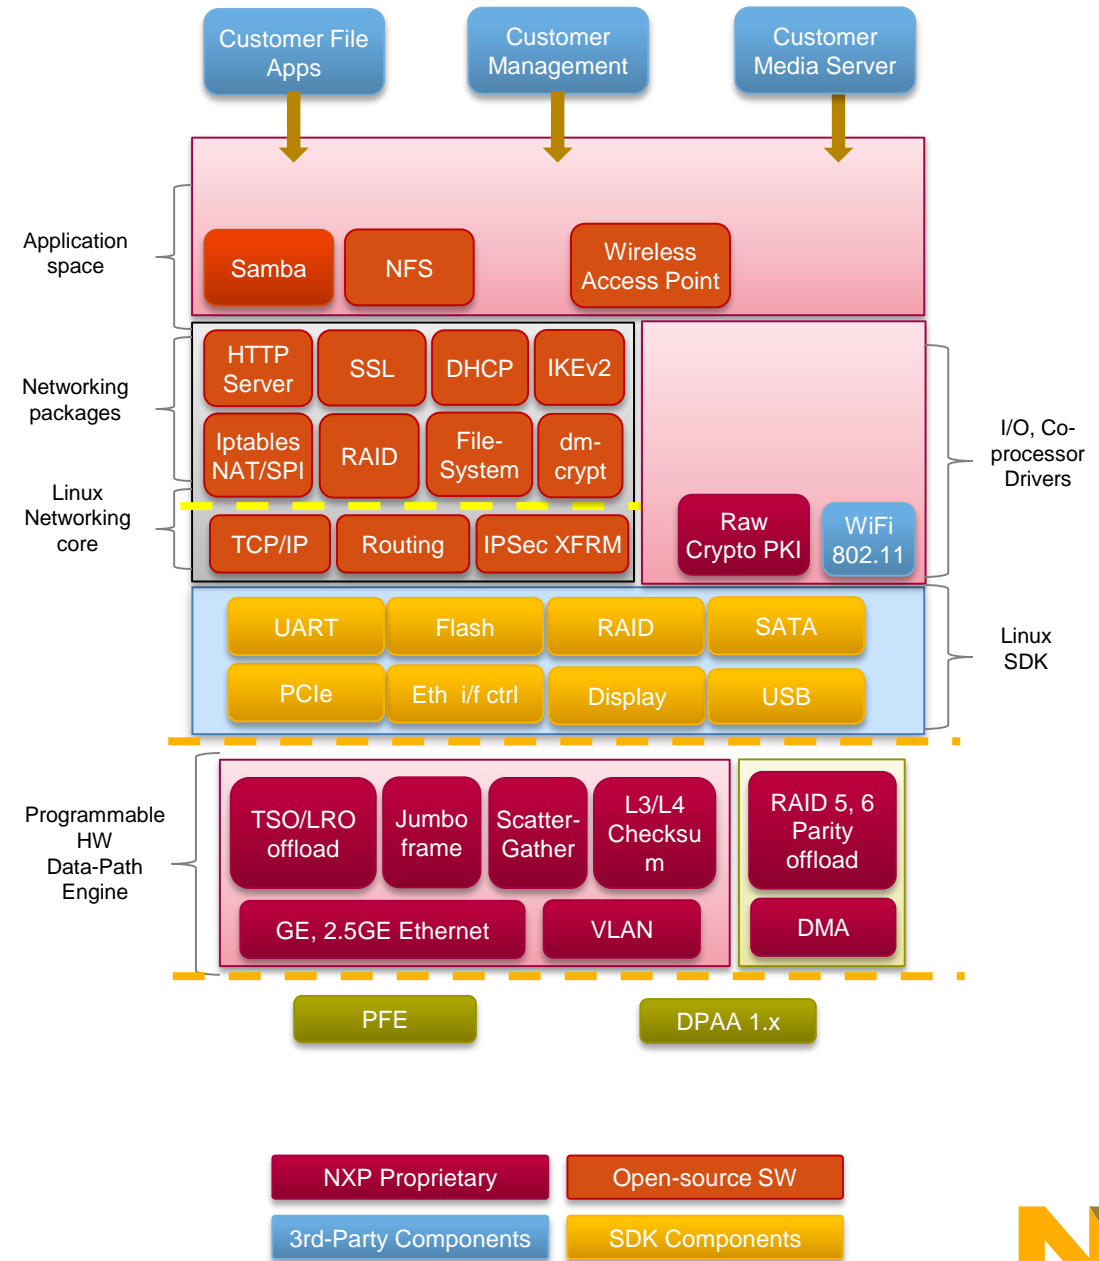 Customer File
Apps
Customer
Management
Customer
Media Server
Application
space
Samba
NFS
Wireless
Access Point
Networking
packages
HTTP
Server
SSL
DHCP
IKEv2
Iptables
NAT/SPI
RAID
File-
System
dm-
crypt
I/O, Co-
processor
Drivers
Linux
Networking
core
TCP/IP
Routing
IPSec XFRM
Raw
Crypto PKI
WiFi
802.11
UART
Flash
RAID
SATA
Linux
SDK
PCIe
Eth i/f ctrl
Display
USB
Programmable
HW
Data-Path
Engine
TSO/LRO
offload
Jumbo
frame
Scatter-
Gather
L3/L4
Checksu
m
RAID 5, 6
Parity
offload
GE, 2.5GE Ethernet
VLAN
DMA
PFE
DPAA 1.x
NXP Proprietary
Open-source SW
3rd-Party Components
SDK Components
N